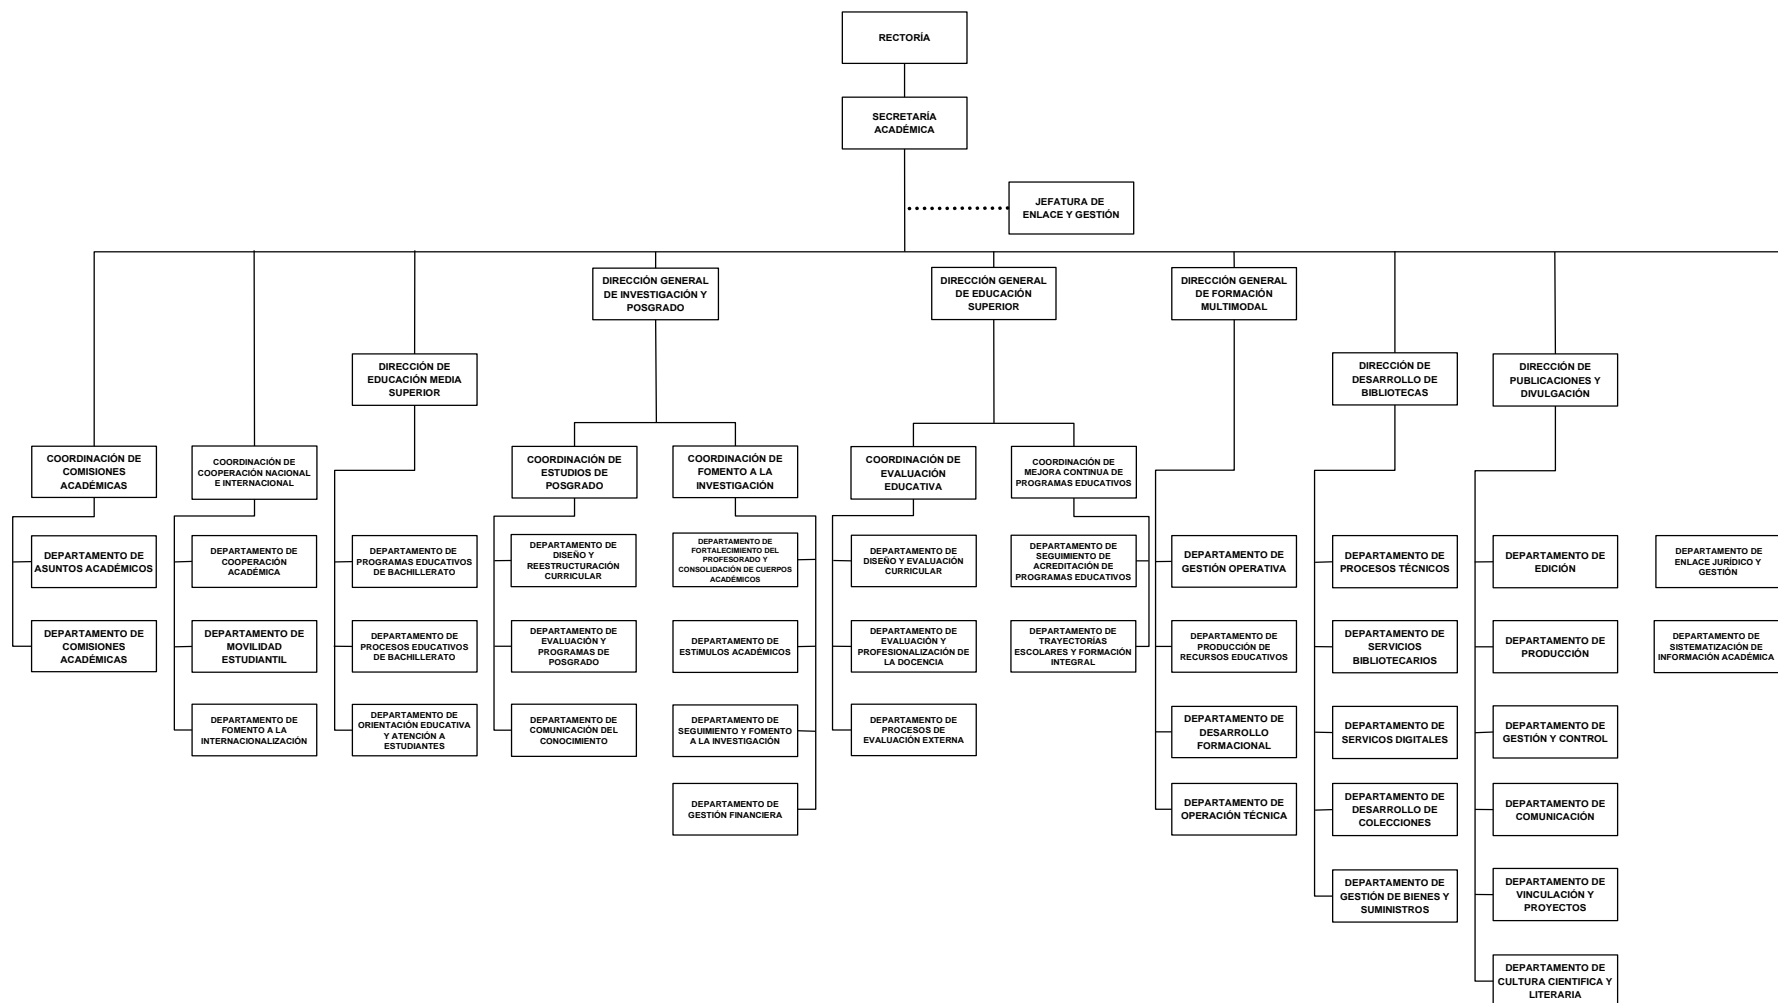 RECTORÍA
SECRETARÍA
ACADÉMICA
JEFATURA DE
ENLACE Y GESTIÓN
DIRECCIÓN GENERAL
DE INVESTIGACIÓN Y
POSGRADO
DIRECCIÓN GENERAL
DE EDUCACIÓN
SUPERIOR
DIRECCIÓN GENERAL
DE FORMACIÓN
MULTIMODAL
DIRECCIÓN DE
EDUCACIÓN MEDIA
SUPERIOR
DIRECCIÓN DE
DESARROLLO DE
BIBLIOTECAS
DIRECCIÓN DE
PUBLICACIONES Y
DIVULGACIÓN
COORDINACIÓN DE
COMISIONES
ACADÉMICAS
COORDINACIÓN DE
COOPERACIÓN NACIONAL
E INTERNACIONAL
COORDINACIÓN DE
ESTUDIOS DE
POSGRADO
COORDINACIÓN DE
FOMENTO A LA
INVESTIGACIÓN
COORDINACIÓN DE
EVALUACIÓN
EDUCATIVA
COORDINACIÓN DE
MEJORA CONTINUA DE
PROGRAMAS EDUCATIVOS
DEPARTAMENTO DE
ASUNTOS ACADÉMICOS
DEPARTAMENTO DE
COOPERACIÓN
ACADÉMICA
DEPARTAMENTO DE
PROGRAMAS EDUCATIVOS
DE BACHILLERATO
DEPARTAMENTO DE
DISEÑO Y
REESTRUCTURACIÓN
CURRICULAR
DEPARTAMENTO DE
FORTALECIMIENTO DEL
PROFESORADO Y
CONSOLIDACIÓN DE CUERPOS
ACADÉMICOS
DEPARTAMENTO DE
DISEÑO Y EVALUACIÓN
CURRICULAR
DEPARTAMENTO DE
SEGUIMIENTO DE
ACREDITACIÓN DE
PROGRAMAS EDUCATIVOS
DEPARTAMENTO DE
GESTIÓN OPERATIVA
DEPARTAMENTO DE
PROCESOS TÉCNICOS
DEPARTAMENTO DE
EDICIÓN
DEPARTAMENTO DE
ENLACE JURÍDICO Y
GESTIÓN
DEPARTAMENTO DE
COMISIONES
ACADÉMICAS
DEPARTAMENTO DE
MOVILIDAD
ESTUDIANTIL
DEPARTAMENTO DE
PROCESOS EDUCATIVOS
DE BACHILLERATO
DEPARTAMENTO DE
EVALUACIÓN Y
PROGRAMAS DE
POSGRADO
DEPARTAMENTO DE
ESTíMULOS ACADÉMICOS
DEPARTAMENTO DE
EVALUACIÓN Y
PROFESIONALIZACIÓN DE
LA DOCENCIA
DEPARTAMENTO DE
TRAYECTORÍAS
ESCOLARES Y FORMACIÓN
INTEGRAL
DEPARTAMENTO DE
PRODUCCIÓN DE
RECURSOS EDUCATIVOS
DEPARTAMENTO DE
SERVICIOS
BIBLIOTECARIOS
DEPARTAMENTO DE
PRODUCCIÓN
DEPARTAMENTO DE
SISTEMATIZACIÓN DE
INFORMACIÓN ACADÉMICA
DEPARTAMENTO DE
FOMENTO A LA
INTERNACIONALIZACIÓN
DEPARTAMENTO DE
ORIENTACIÓN EDUCATIVA
Y ATENCIÓN A
ESTUDIANTES
DEPARTAMENTO DE
COMUNICACIÓN DEL
CONOCIMIENTO
DEPARTAMENTO DE
SEGUIMIENTO Y FOMENTO
A LA INVESTIGACIÓN
DEPARTAMENTO DE
PROCESOS DE
EVALUACIÓN EXTERNA
DEPARTAMENTO DE
DESARROLLO
FORMACIONAL
DEPARTAMENTO DE
SERVICOS DIGITALES
DEPARTAMENTO DE
GESTIÓN Y CONTROL
DEPARTAMENTO DE
GESTIÓN FINANCIERA
DEPARTAMENTO DE
OPERACIÓN TÉCNICA
DEPARTAMENTO DE
DESARROLLO DE
COLECCIONES
DEPARTAMENTO DE
COMUNICACIÓN
DEPARTAMENTO DE
GESTIÓN DE BIENES Y
SUMINISTROS
DEPARTAMENTO DE
VINCULACIÓN Y
PROYECTOS
DEPARTAMENTO DE
CULTURA CIENTIFICA Y
LITERARIA